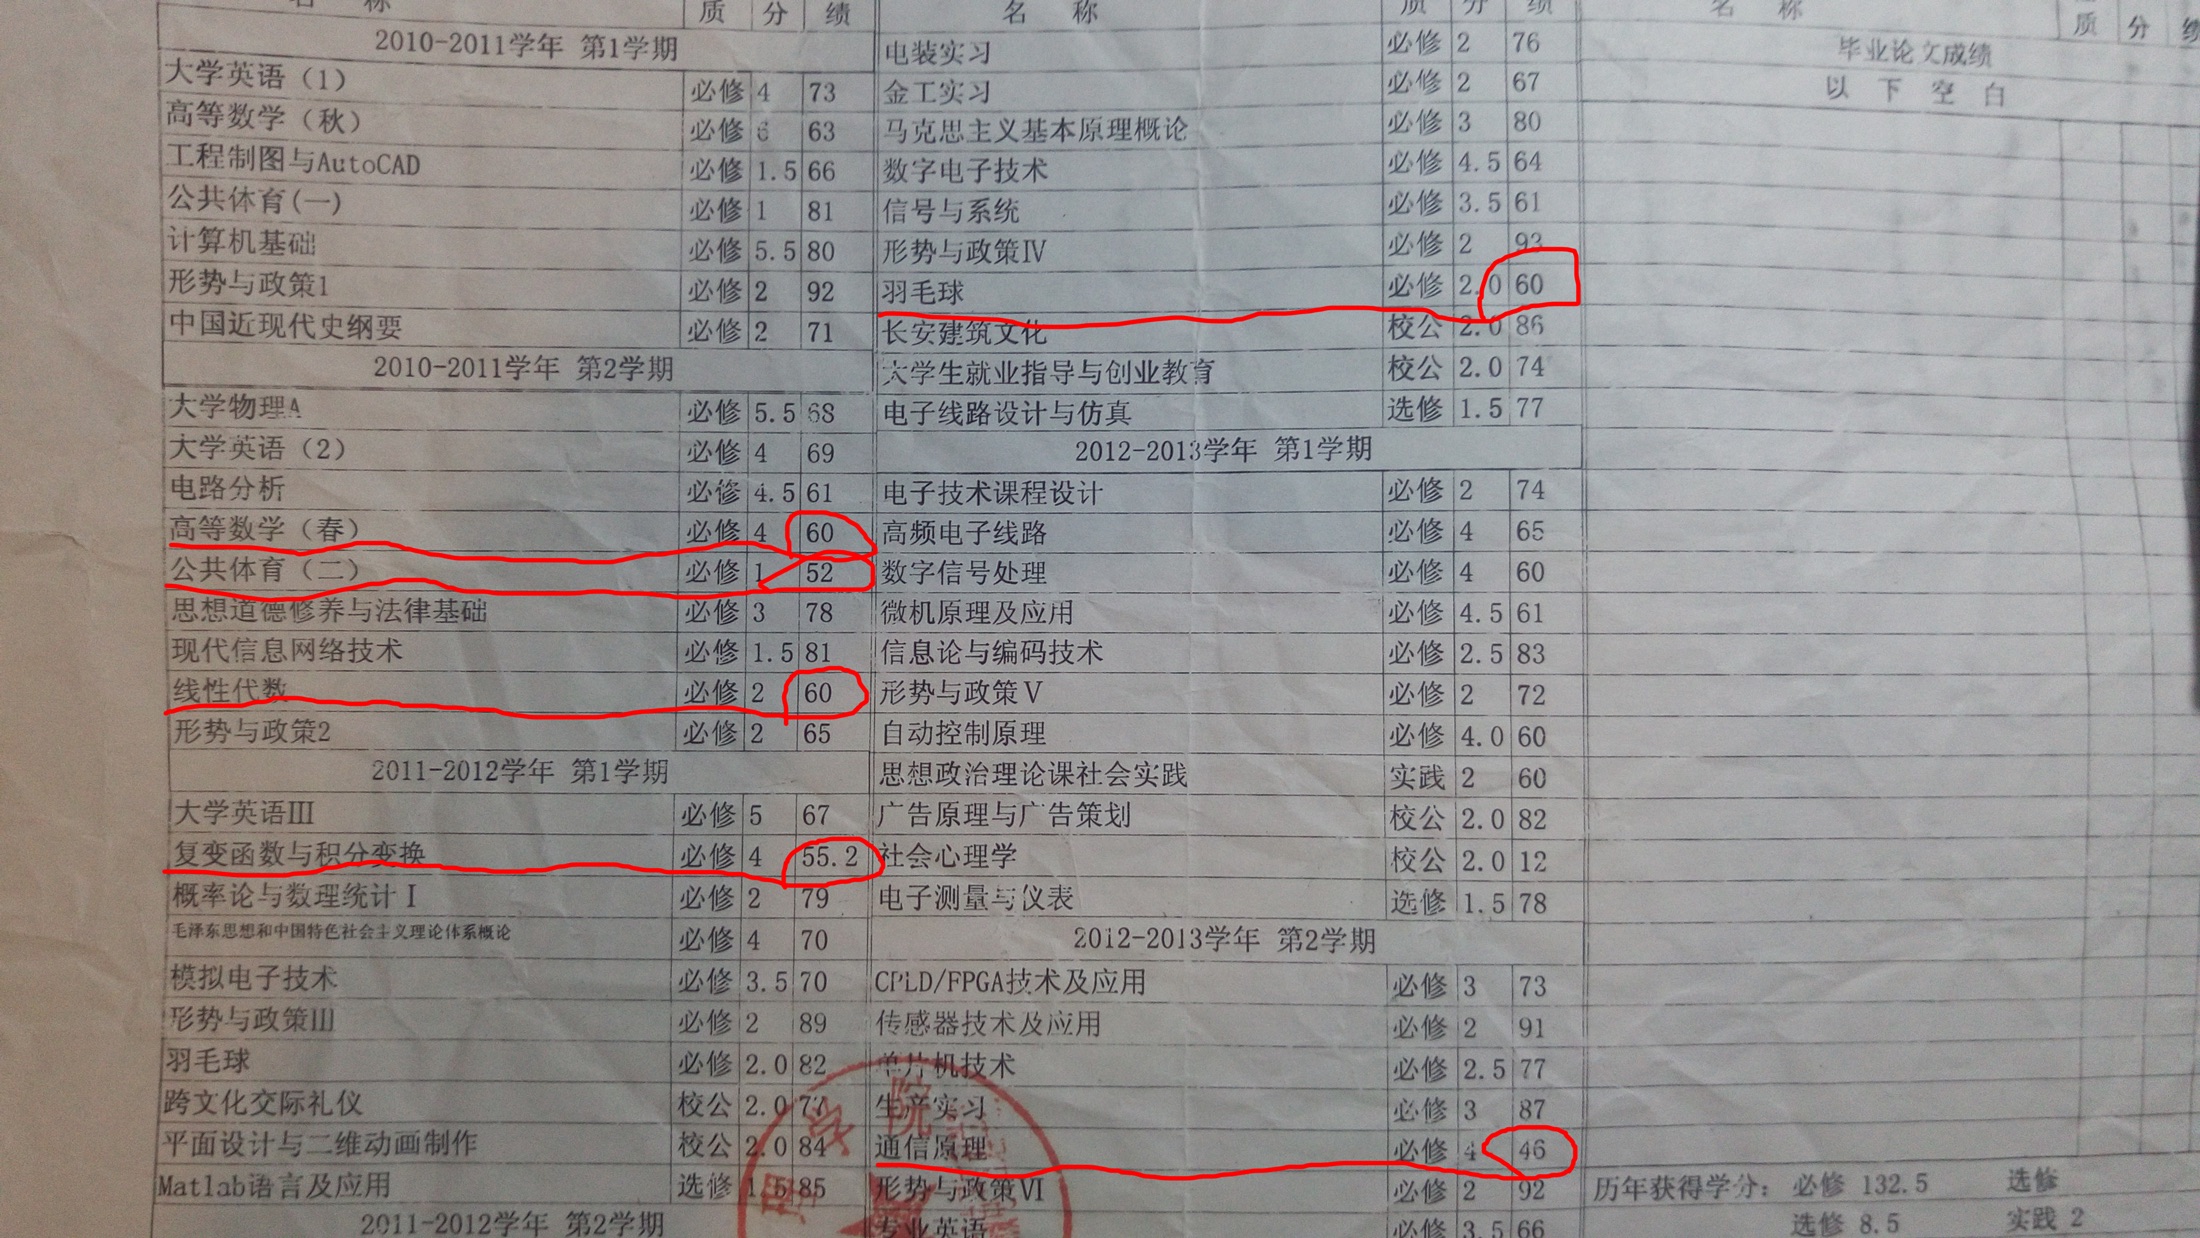 名 称 质 分 绩
2010-2011学年 第1学期
大学英语（1） 必修 4 73
高等数学（秋） 必修 6 63
工程制图与AutoCAD 必修 1.5 66
公共体育(一) 必修 1 81
计算机基础 必修 5.5 80
形势与政策1 必修 2 92
中国近现代史纲要 必修 2 71
2010-2011学年 第2学期
大学物理A 必修 5.5 68
大学英语（2） 必修 4 69
电路分析 必修 4.5 61
高等数学（春） 必修 4 60
公共体育（二） 必修 1 52
思想道德修养与法律基础 必修 3 78
现代信息网络技术 必修 1.5 81
线性代数 必修 2 60
形势与政策2 必修 2 65
2011-2012学年 第1学期
大学英语III 必修 5 67
复变函数与积分变换 必修 4 55.2
概率论与数理统计 I 必修 2 79
毛泽东思想和中国特色社会主义理论体系概论 必修 4 70
模拟电子技术 必修 3.5 70
形势与政策III 必修 2 89
羽毛球 必修 2.0 82
跨文化交际礼仪 校公 2.0 77
平面设计与二维动画制作 校公 2.0 84
Matlab语言及应用 选修 1.5 85
2011-2012学年 第2学期
名 称 质 分 绩
电装实习 必修 2 76
金工实习 必修 2 67
马克思主义基本原理概论 必修 3 80
数字电子技术 必修 4.5 64
信号与系统 必修 3.5 61
形势与政策IV 必修 2 93
羽毛球 必修 2.0 60
长安建筑文化 校公 2.0 86
大学生就业指导与创业教育 校公 2.0 74
电子线路设计与仿真 选修 1.5 77
2012-2013学年 第1学期
电子技术课程设计 必修 2 74
高频电子线路 必修 4 65
数字信号处理 必修 4 60
微机原理及应用 必修 4.5 61
信息论与编码技术 必修 2.5 83
形势与政策V 必修 2 72
自动控制原理 必修 4.0 60
思想政治理论课社会实践 实践 2 60
广告原理与广告策划 校公 2.0 82
社会心理学 校公 2.0 12
电子测量与仪表 选修 1.5 78
2012-2013学年 第2学期
CPLD/FPGA技术及应用 必修 3 73
传感器技术及应用 必修 2 91
单片机技术 必修 2.5 77
生产实习 必修 3 87
通信原理 必修 4 46
形势与政策VI 必修 2 92
专业英语 必修 3.5 66
名 称 质 分 绩
毕业论文成绩
以 下 空 白
历年获得学分: 必修 132.5 选修
选修 8.5 实践 2
学 院